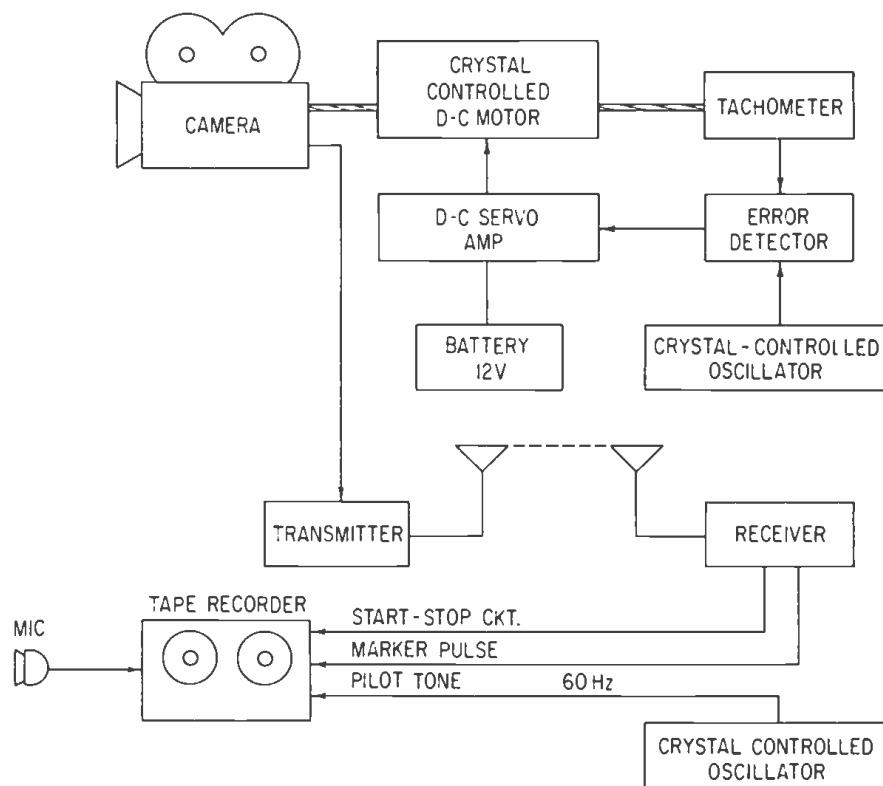 CAMERA
CRYSTAL
CONTROLLED
D-C MOTOR
TACHOMETER
D-C SERVO
AMP
ERROR
DETECTOR
BATTERY
12V
CRYSTAL-CONTROLLED
OSCILLATOR
TRANSMITTER
RECEIVER
TAPE RECORDER
MIC
START-STOP CKT.
MARKER PULSE
PILOT TONE 60 Hz
CRYSTAL CONTROLLED
OSCILLATOR